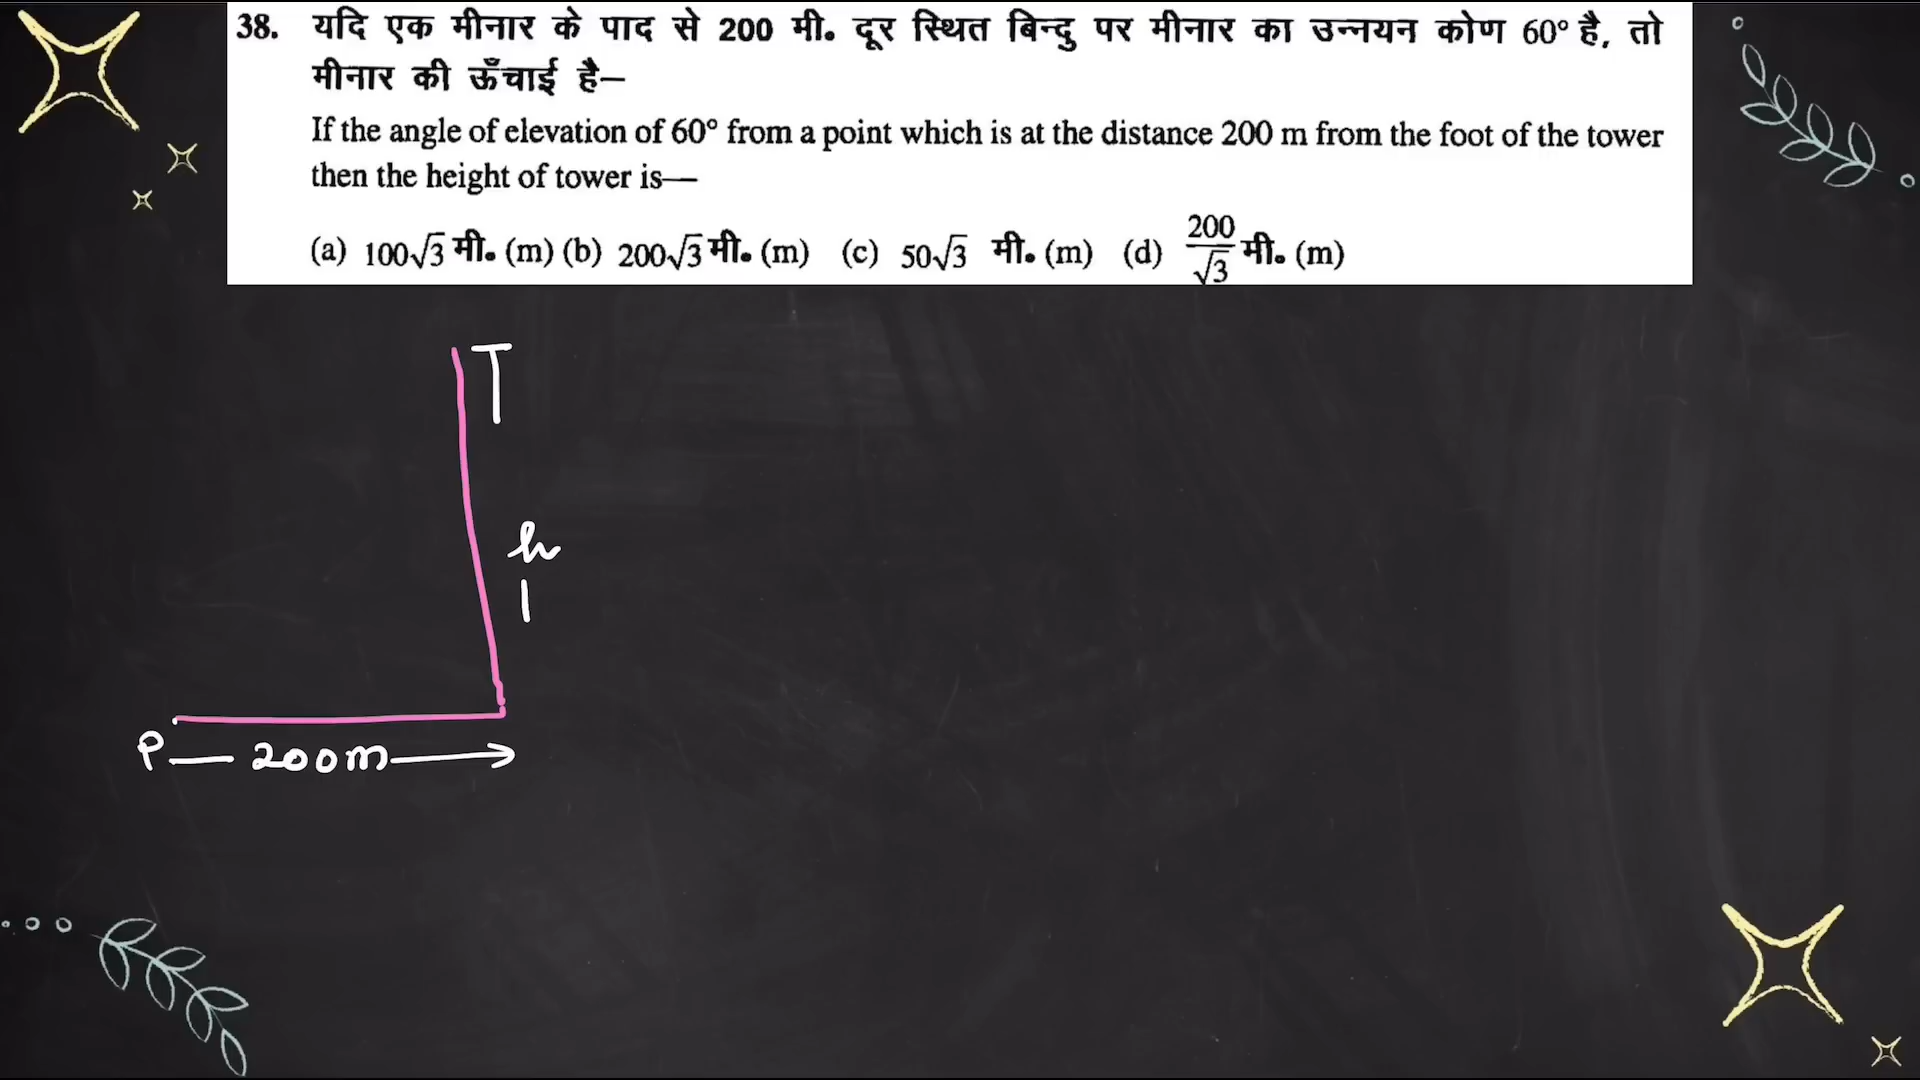 38. यदि एक मीनार के पाद से 200 मी. दूर स्थित बिन्दु पर मीनार का उन्नयन कोण 60° है, तो
मीनार की ऊँचाई है–
If the angle of elevation of 60° from a point which is at the distance 200 m from the foot of the tower
then the height of tower is—
(a) 100√3 मी. (m) (b) 200√3 मी. (m) (c) 50√3 मी. (m) (d) 200/√3 मी. (m)
T
h
P — 200m →